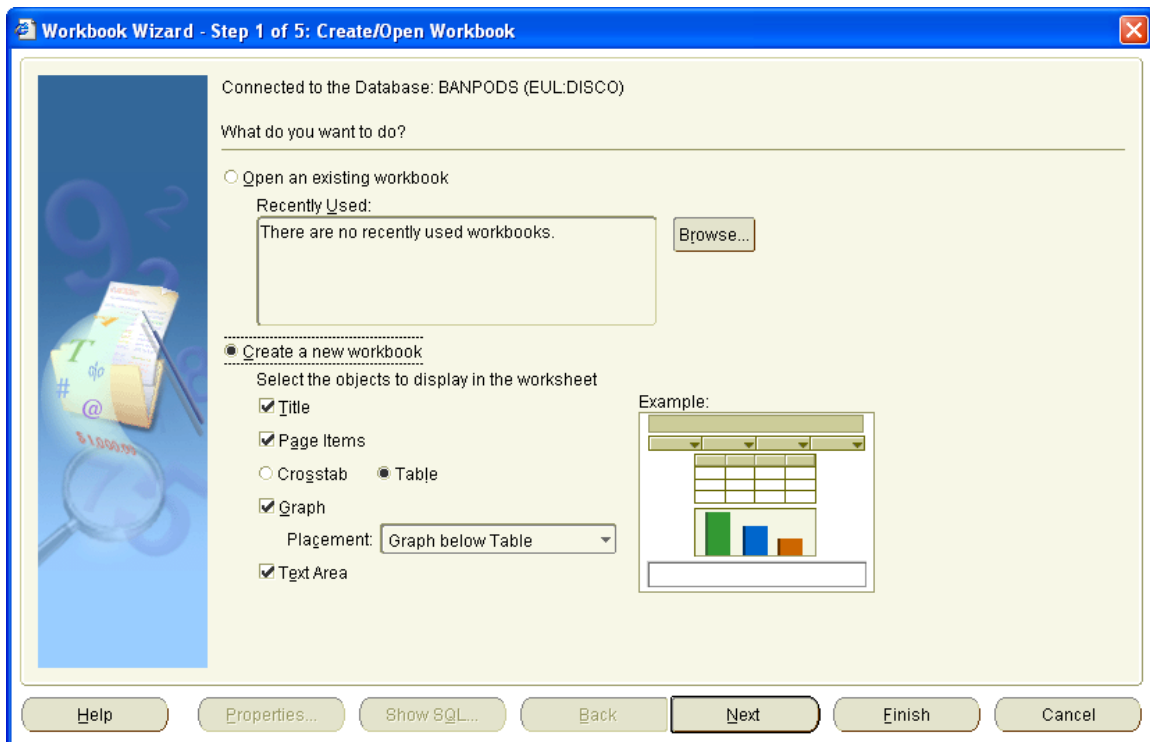 Workbook Wizard - Step 1 of 5: Create/Open Workbook
Connected to the Database: BANPODS (EUL:DISCO)
What do you want to do?
Open an existing workbook
Recently Used:
There are no recently used workbooks.
Browse...
Create a new workbook
Select the objects to display in the worksheet
Title
Example:
Page Items
Crosstab Table
Graph
Placement: Graph below Table
Text Area
Help Properties... Show SQL... Back Next Finish Cancel